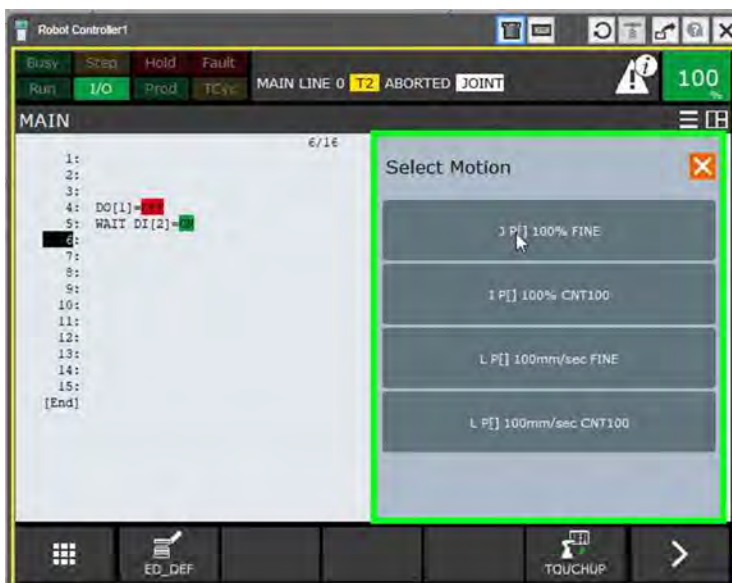 Robot Controller1
Busy Step Hold Fault
Run I/O Prod TCyc
MAIN LINE 0 T2 ABORTED JOINT
100
%
MAIN
6/16
1:
2:
3:
4: DO[1]=OFF
5: WAIT DI[2]=ON
6:
7:
8:
9:
10:
11:
12:
13:
14:
15:
[End]
Select Motion
J P[] 100% FINE
J P[] 100% CNT100
L P[] 100mm/sec FINE
L P[] 100mm/sec CNT100
ED_DEF
TOUCHUP